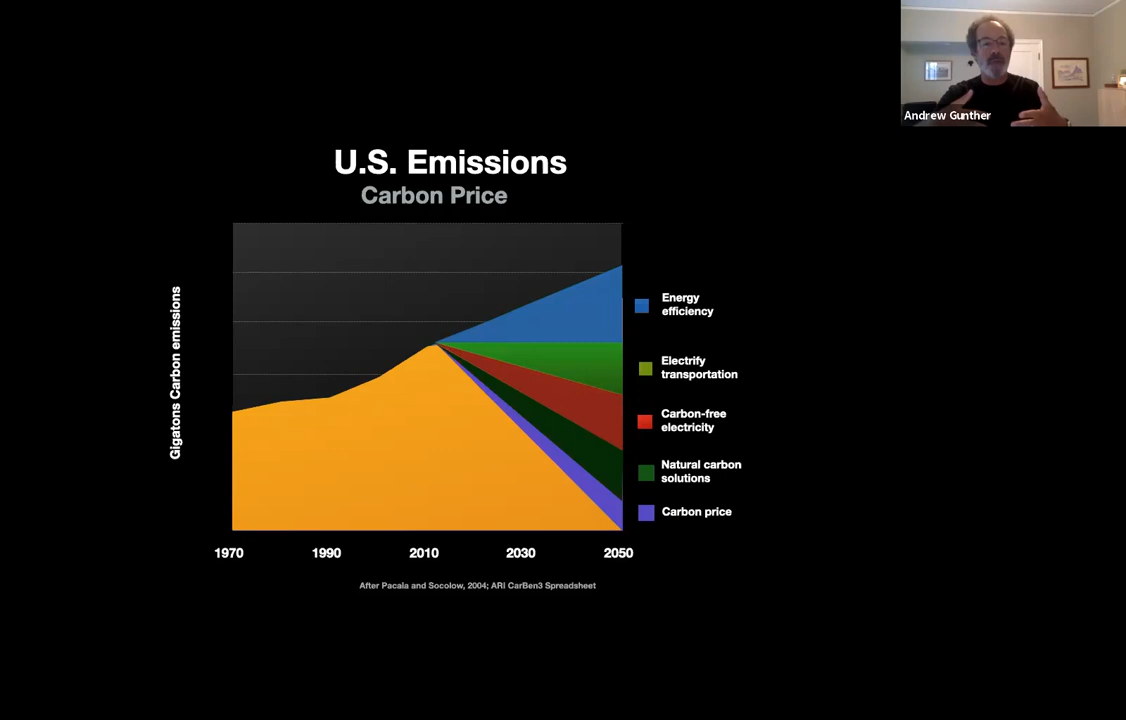 Andrew Gunther
U.S. Emissions
Carbon Price
Gigatons Carbon emissions
Energy
efficiency
Electrify
transportation
Carbon-free
electricity
Natural carbon
solutions
Carbon price
1970 1990 2010 2030 2050
After Pacala and Socolow, 2004; ARI CarBen3 Spreadsheet